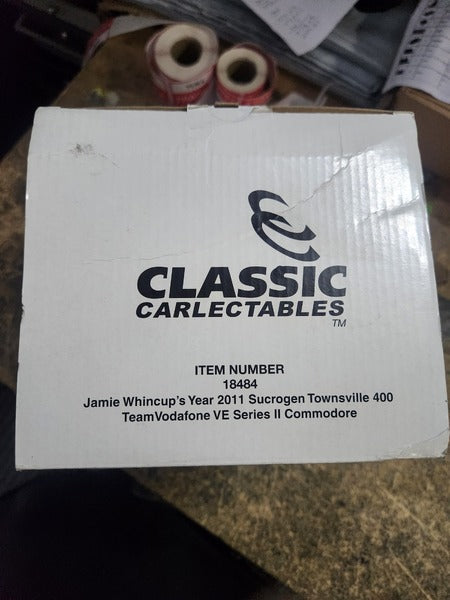 CLASSIC
CARLECTABLES
TM
ITEM NUMBER
18484
Jamie Whincup's Year 2011 Sucrogen Townsville 400
TeamVodafone VE Series II Commodore